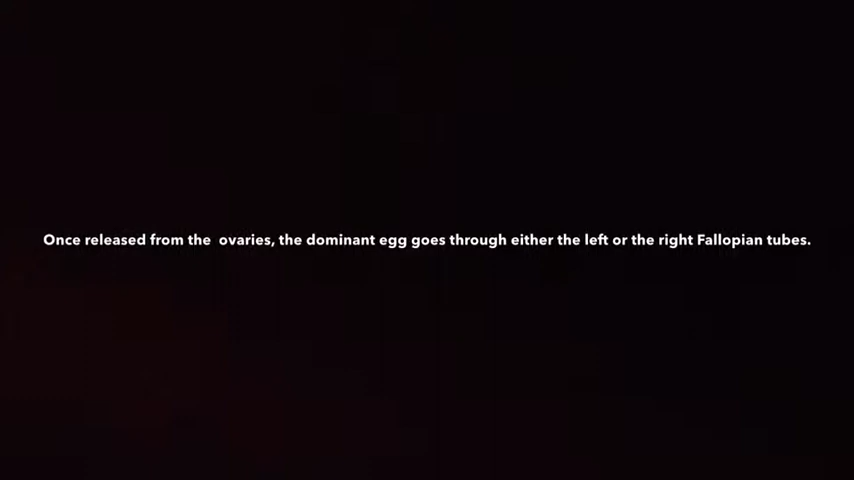 Once released from the  ovaries, the dominant egg goes through either the left or the right Fallopian tubes.